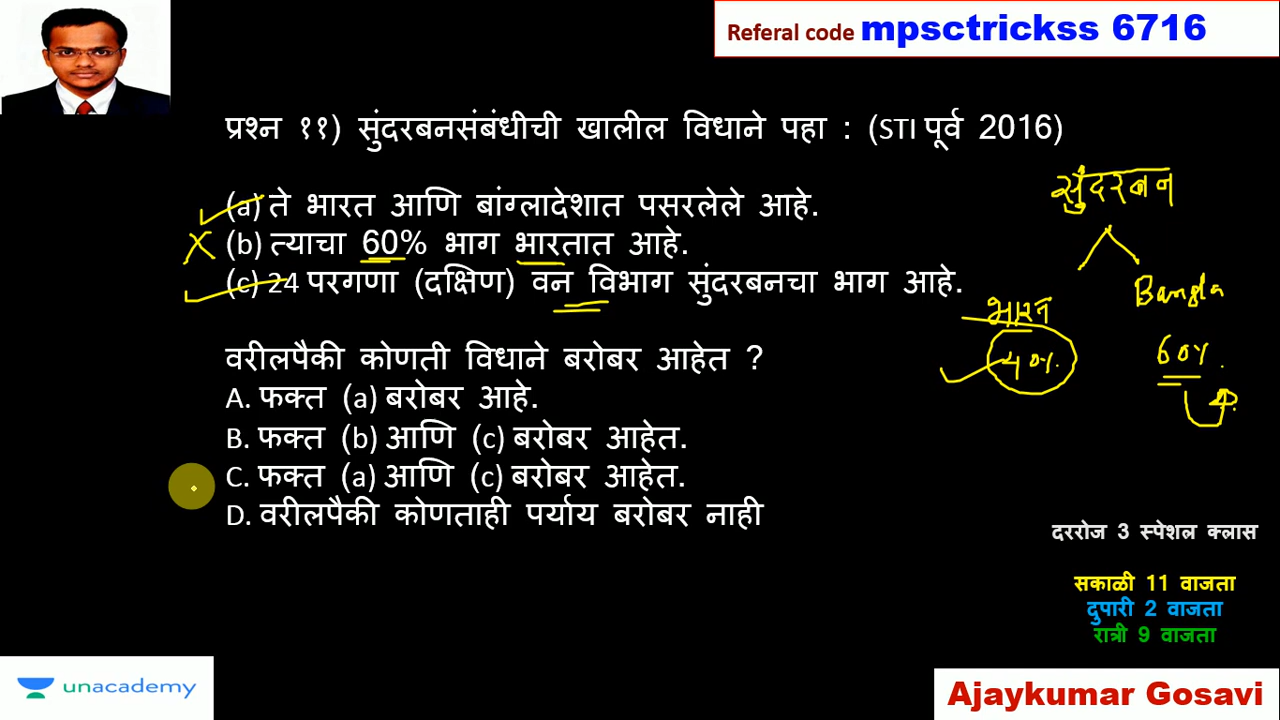 Referal code mpsctrickss 6716
प्रश्न ११) सुंदरबनसंबंधीची खालील विधाने पहा : (STI पूर्व 2016)
सुंदरबन
(a) ते भारत आणि बांग्लादेशात पसरलेले आहे.
(b) त्याचा 60% भाग भारतात आहे.
(c) 24 परगणा (दक्षिण) वन विभाग सुंदरबनचा भाग आहे.
Bangla
भारत
40%.
60%.
वरीलपैकी कोणती विधाने बरोबर आहेत ?
A. फक्त (a) बरोबर आहे.
B. फक्त (b) आणि (c) बरोबर आहेत.
C. फक्त (a) आणि (c) बरोबर आहेत.
D. वरीलपैकी कोणताही पर्याय बरोबर नाही
दररोज 3 स्पेशल क्लास
सकाळी 11 वाजता
दुपारी 2 वाजता
रात्री 9 वाजता
unacademy
Ajaykumar Gosavi